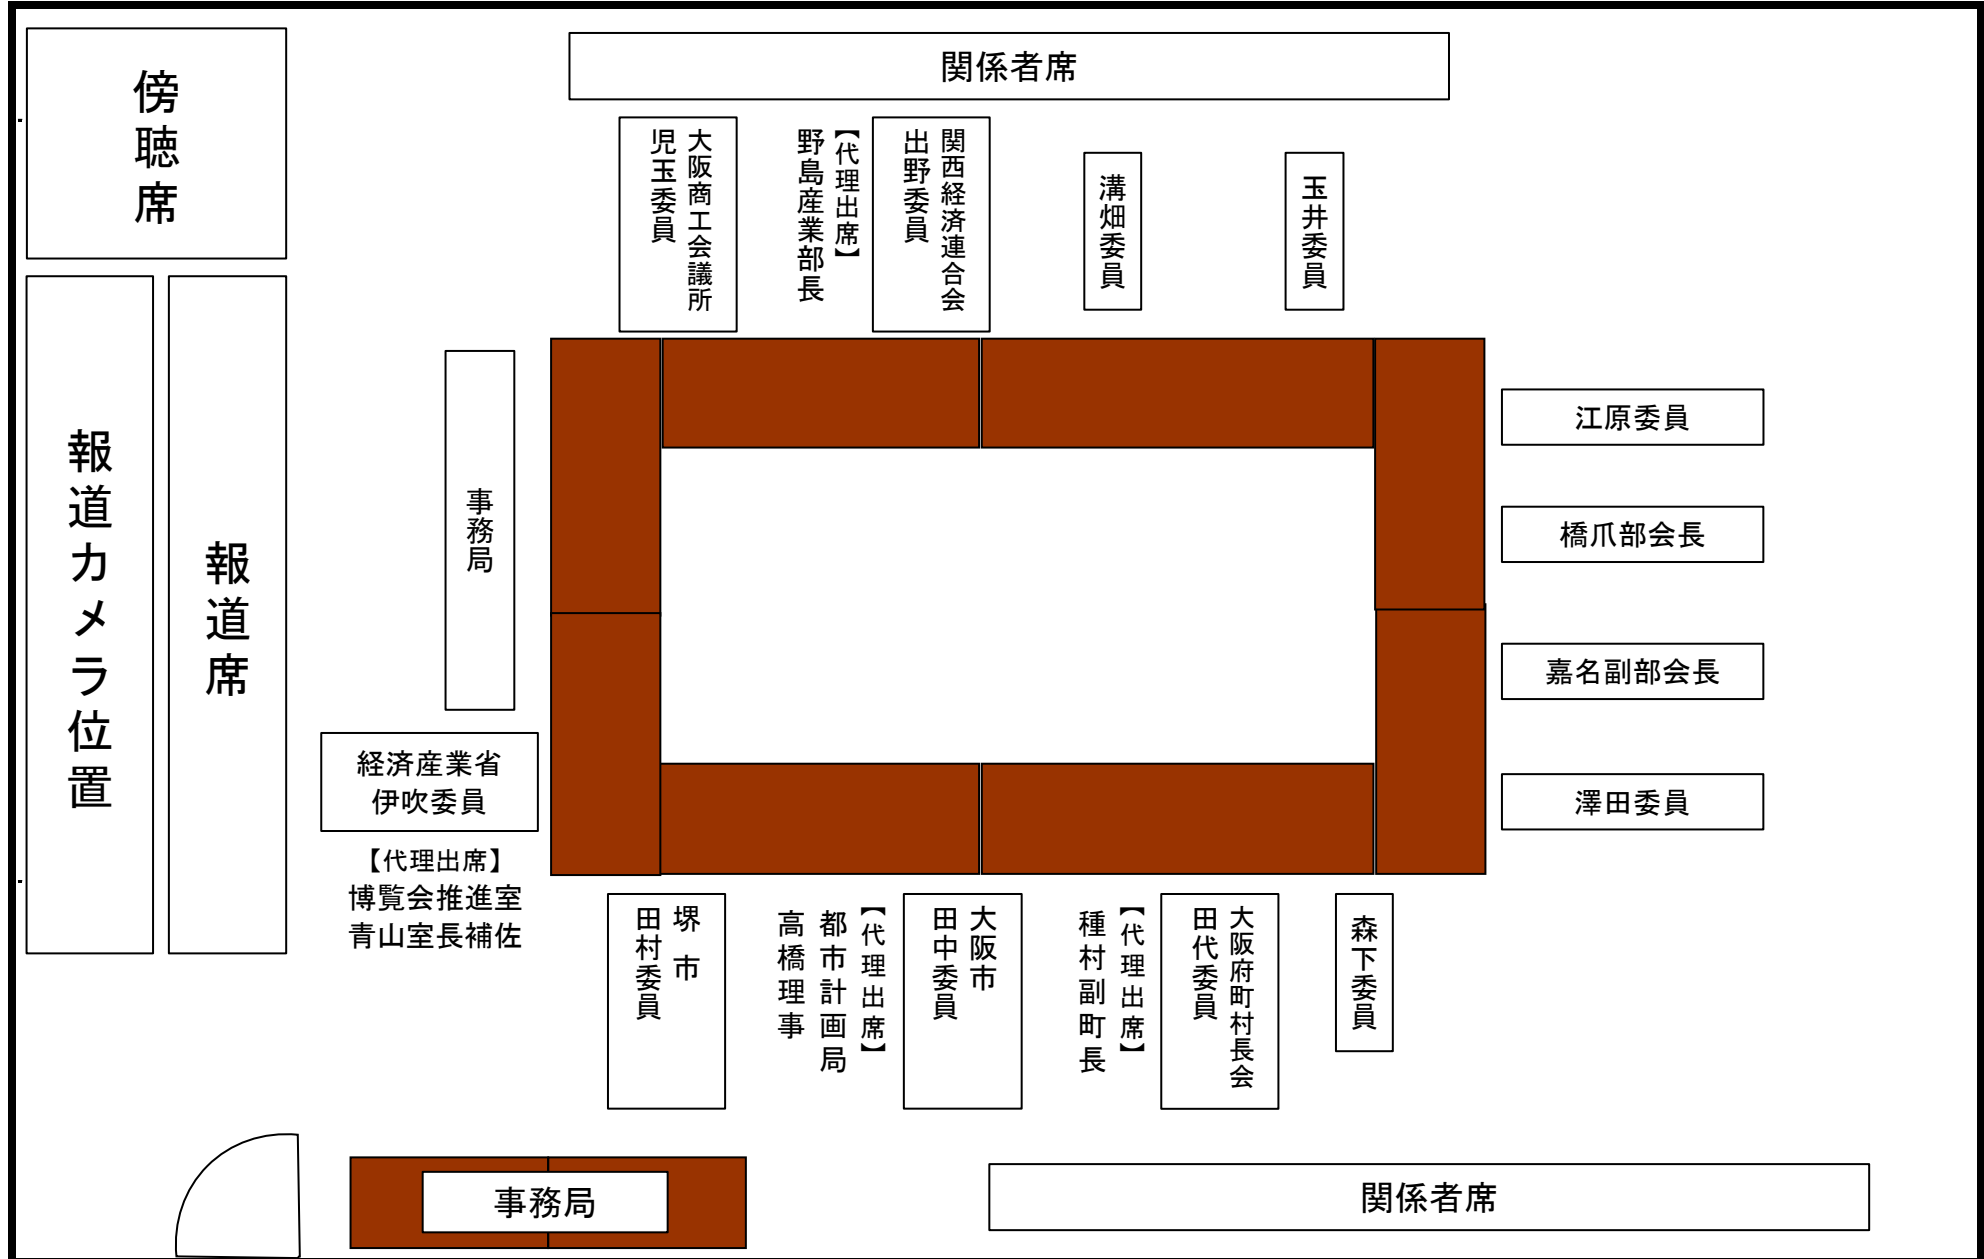 傍聴席
関係者席
大阪商工会議所
児玉委員
【代理出席】
野島産業部長
関西経済連合会
出野委員
溝畑委員
玉井委員
報道カメラ位置
報道席
事務局
江原委員
橋爪部会長
嘉名副部会長
澤田委員
経済産業省
伊吹委員
【代理出席】
博覧会推進室
青山室長補佐
堺市
田村委員
【代理出席】
都市計画局
高橋理事
大阪市
田中委員
【代理出席】
種村副町長
大阪府町村長会
田代委員
森下委員
事務局
関係者席